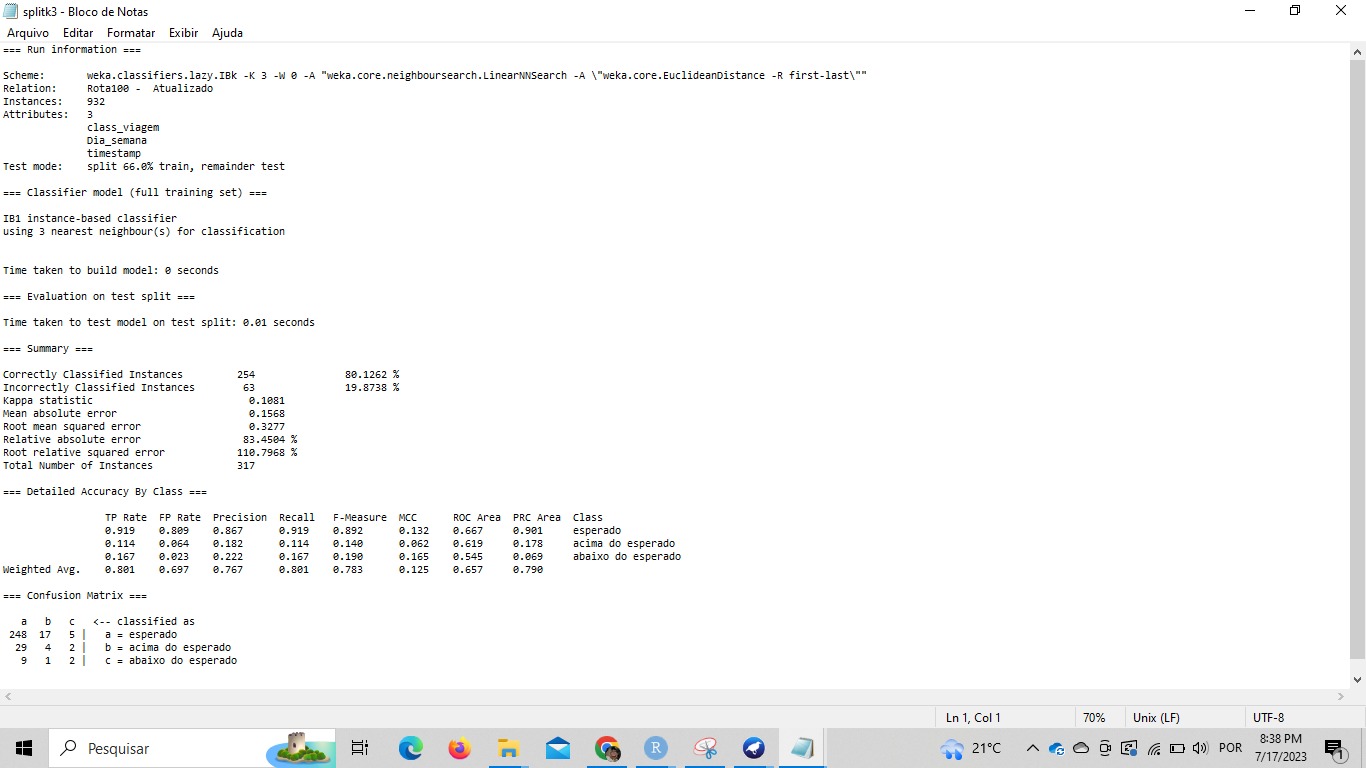 splitk3 - Bloco de Notas
Arquivo Editar Formatar Exibir Ajuda
=== Run information ===
Scheme: weka.classifiers.lazy.IBk -K 3 -W 0 -A "weka.core.neighboursearch.LinearNNSearch -A \"weka.core.EuclideanDistance -R first-last\""
Relation: Rota100 - Atualizado
Instances: 932
Attributes: 3
class_viagem
Dia_semana
timestamp
Test mode: split 66.0% train, remainder test
=== Classifier model (full training set) ===
IB1 instance-based classifier
using 3 nearest neighbour(s) for classification
Time taken to build model: 0 seconds
=== Evaluation on test split ===
Time taken to test model on test split: 0.01 seconds
=== Summary ===
Correctly Classified Instances 254 80.1262 %
Incorrectly Classified Instances 63 19.8738 %
Kappa statistic 0.1081
Mean absolute error 0.1568
Root mean squared error 0.3277
Relative absolute error 83.4504 %
Root relative squared error 110.7968 %
Total Number of Instances 317
=== Detailed Accuracy By Class ===
TP Rate FP Rate Precision Recall F-Measure MCC ROC Area PRC Area Class
0.919 0.809 0.867 0.919 0.892 0.132 0.667 0.901 esperado
0.114 0.064 0.182 0.114 0.140 0.062 0.619 0.178 acima do esperado
0.167 0.023 0.222 0.167 0.190 0.165 0.545 0.069 abaixo do esperado
Weighted Avg. 0.801 0.697 0.767 0.801 0.783 0.125 0.657 0.790
=== Confusion Matrix ===
a b c <-- classified as
248 17 5 | a = esperado
29 4 2 | b = acima do esperado
9 1 2 | c = abaixo do esperado
Ln 1, Col 1 70% Unix (LF) UTF-8
Pesquisar R 21°C POR 8:38 PM
7/17/2023 1